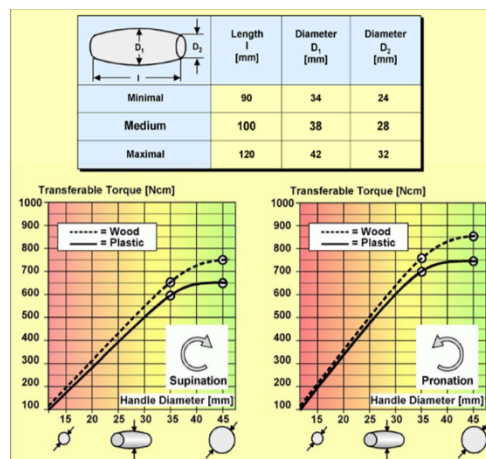 Length
l
[mm]
Diameter
D1
[mm]
Diameter
D2
[mm]
D1
D2
l
Minimal 90 34 24
Medium 100 38 28
Maximal 120 42 32
Transferable Torque [Ncm]
1000
900
800
700
600
500
400
300
200
100
= Wood
= Plastic
Supination
Handle Diameter [mm]
15 20 25 30 35 40 45
Transferable Torque [Ncm]
1000
900
800
700
600
500
400
300
200
100
= Wood
= Plastic
Pronation
Handle Diameter [mm]
15 20 25 30 35 40 45